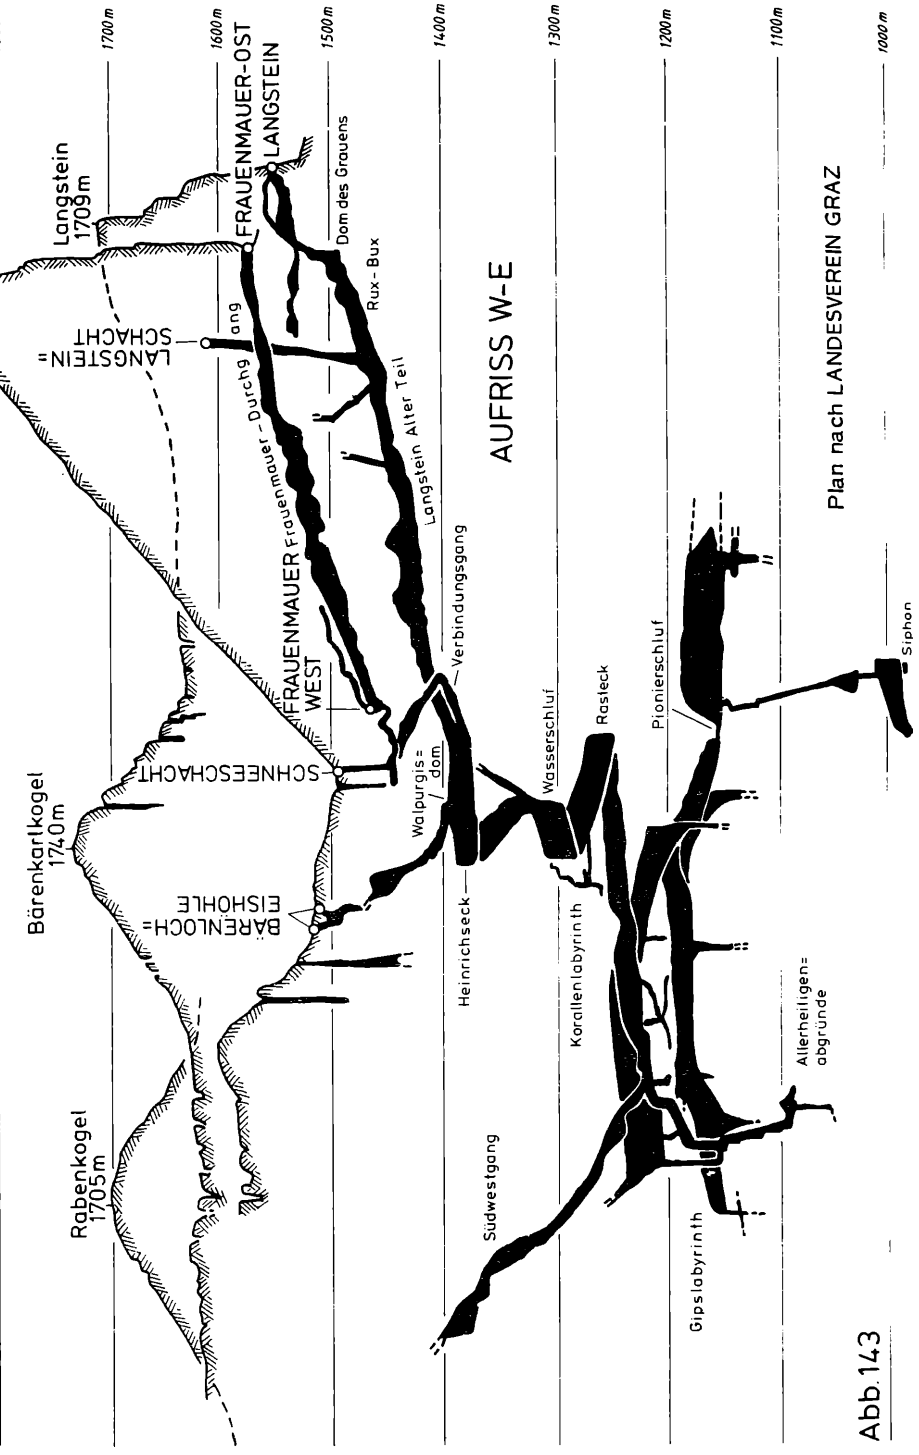 1700m
1600m
1500m
1400m
1300m
1200m
1100m
1000m
Langstein
1709m
FRAUENMAUER-OST
LANGSTEIN
Dom des Grauens
Rux-Bux
LANGSTEIN=
SCHACHT
Frauenmauer-Durchgang
Langstein Alter Teil
AUFRISS W-E
Plan nach LANDESVEREIN GRAZ
FRAUENMAUER
WEST
Verbindungsgang
SCHNEESCHACHT
Bärenkarlkogel
1740m
Walpurgis=
dom
Wasserschluf
Rasteck
Pionierschluf
Siphon
BÄRENLOCH=
EISHÖHLE
Heinrichseck
Korallenlabyrinth
Allerheiligen=
abgründe
Rabenkogel
1705m
Südwestgang
Gipslabyrinth
Abb.143